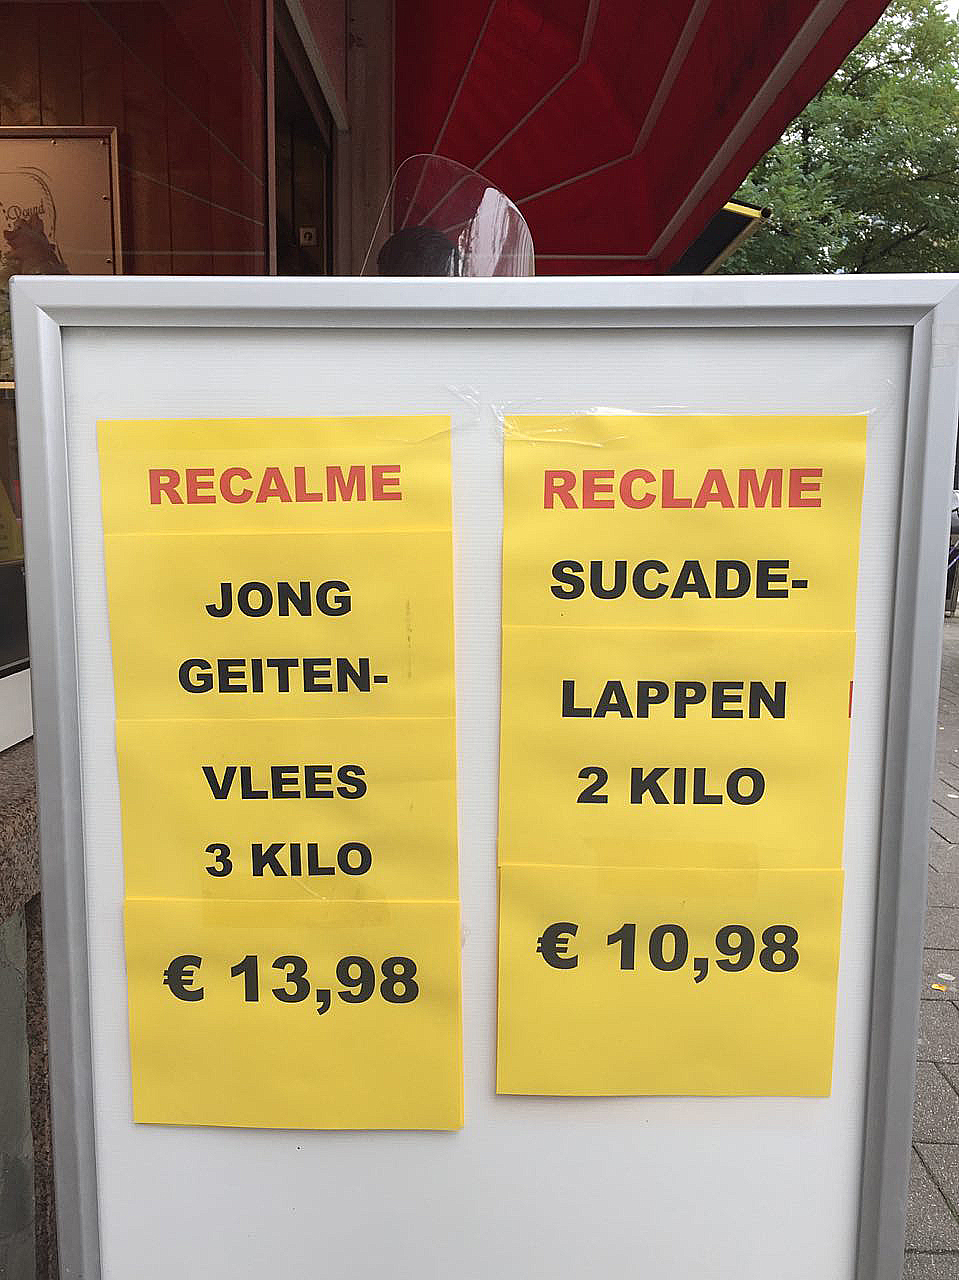 RECALME
JONG
GEITEN-
VLEES
3 KILO
€ 13,98
RECLAME
SUCADE-
LAPPEN
2 KILO
€ 10,98